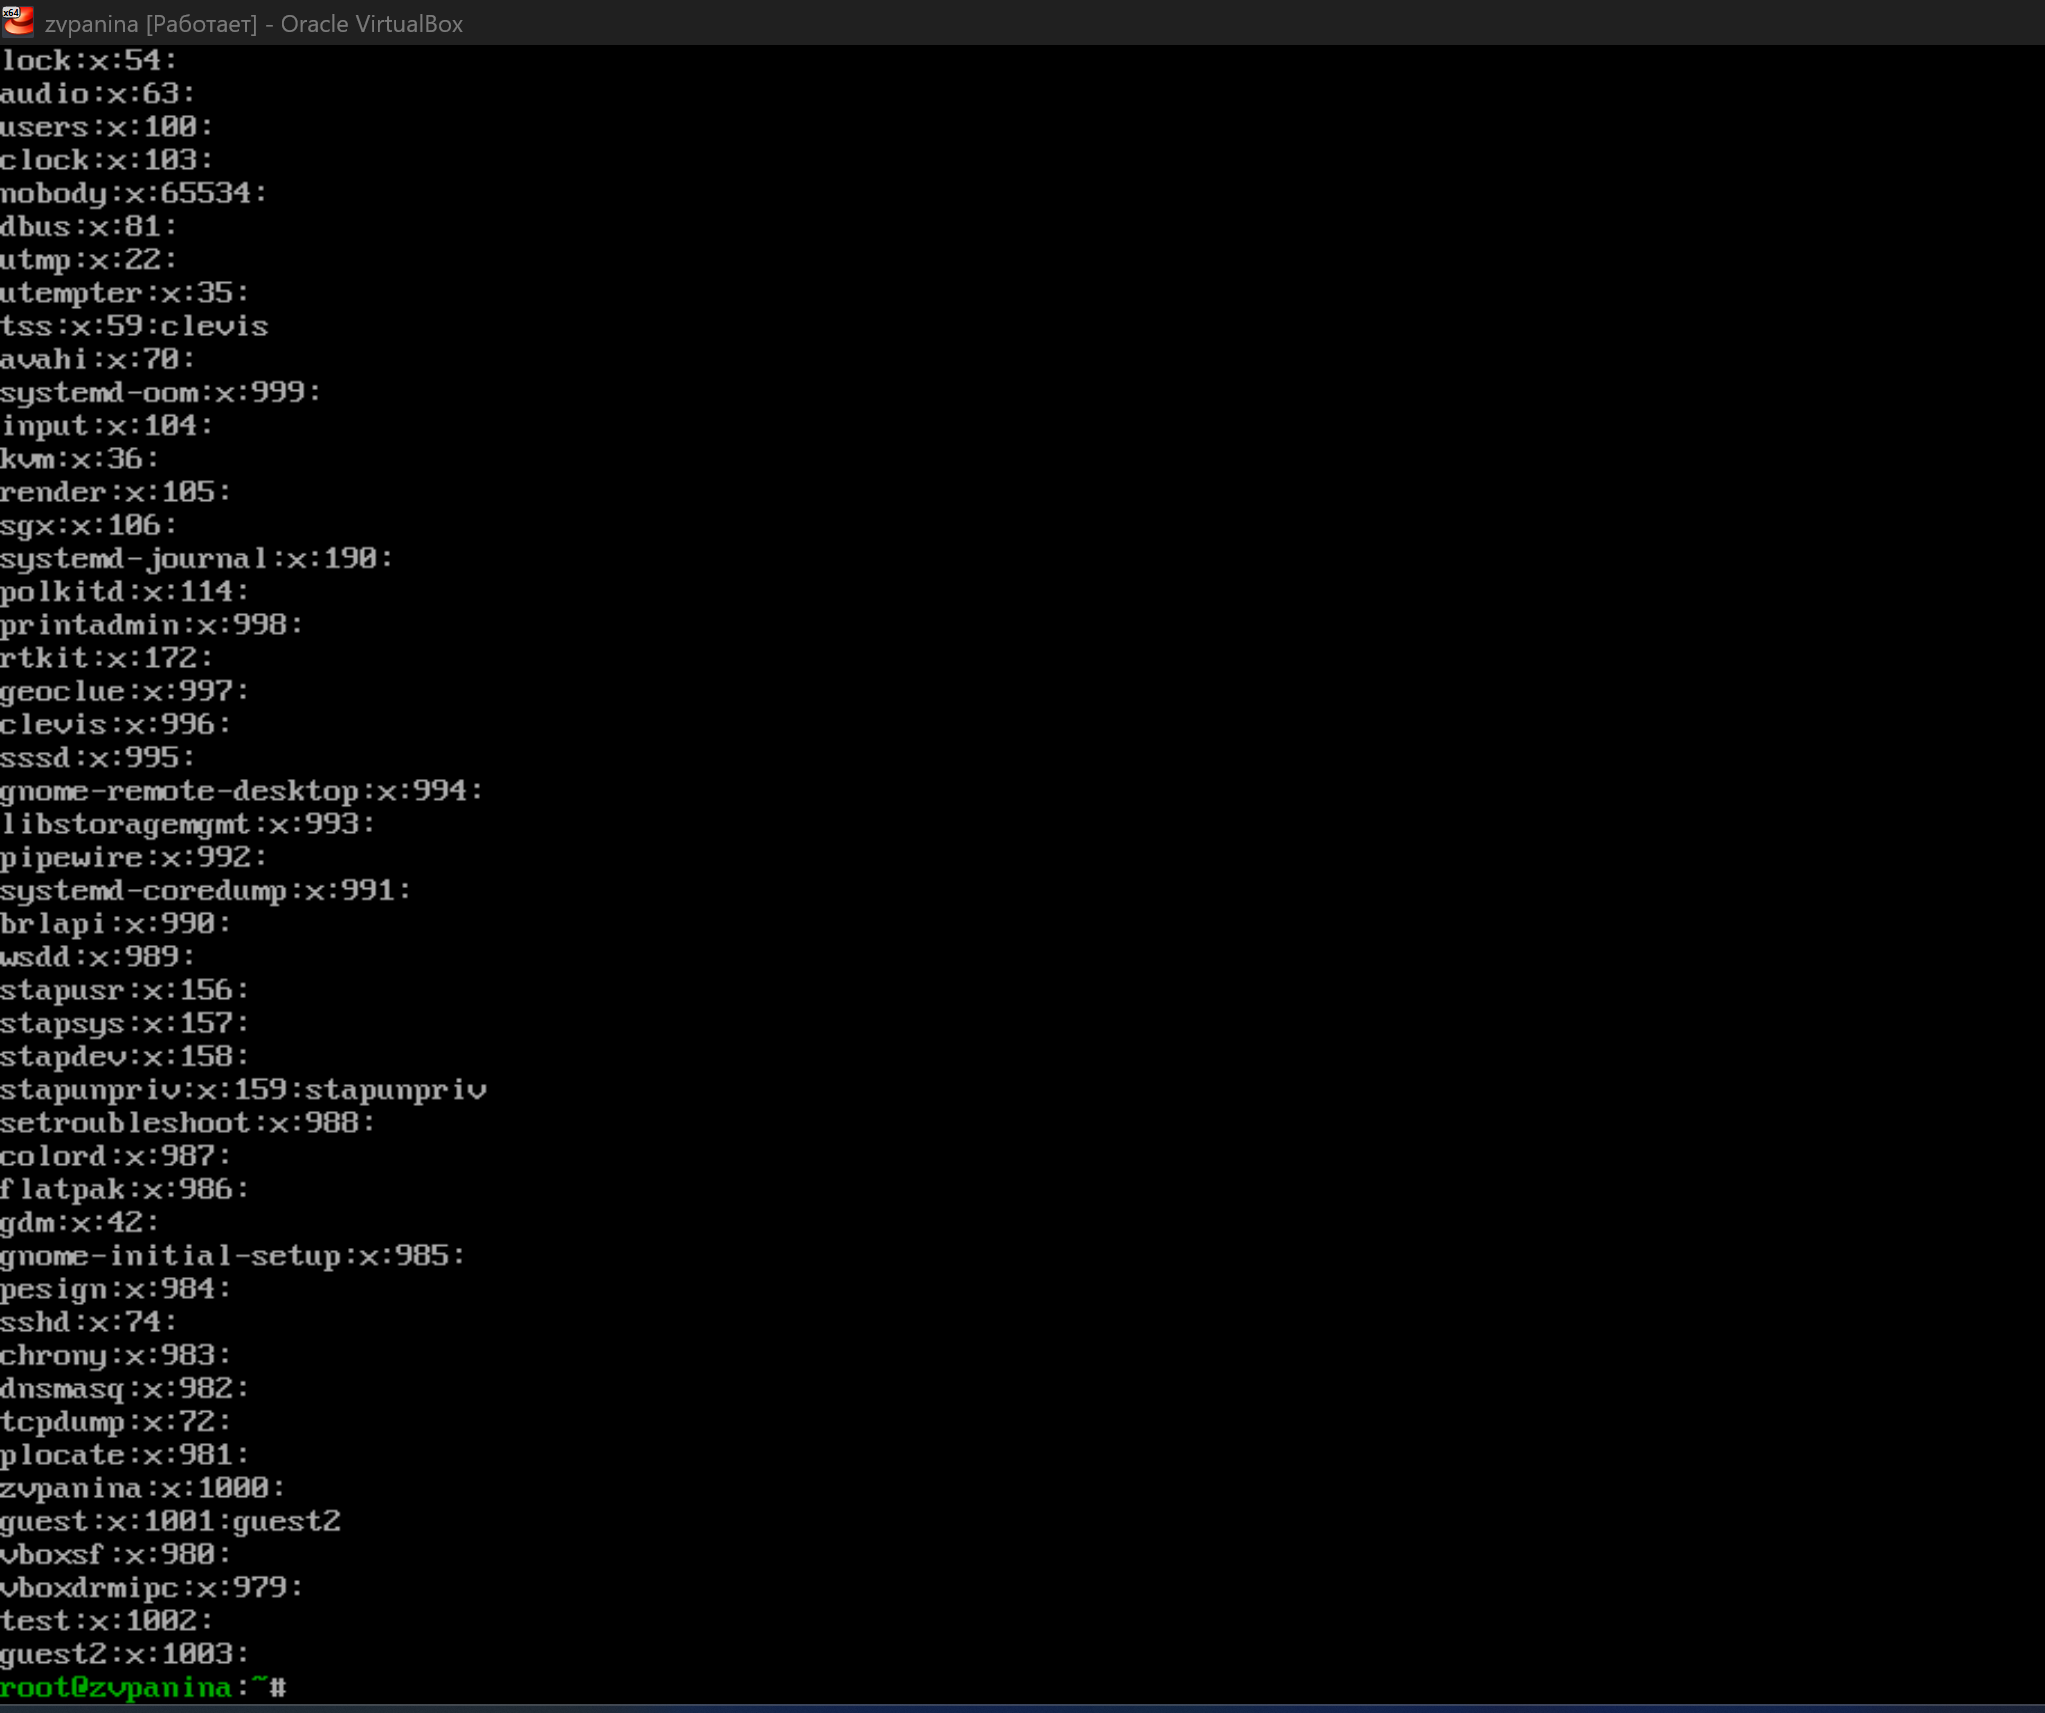 x64
zvpanina [Работает] - Oracle VirtualBox
lock:x:54:
audio:x:63:
users:x:100:
clock:x:103:
nobody:x:65534:
dbus:x:81:
utmp:x:22:
utempter:x:35:
tss:x:59:clevis
avahi:x:70:
systemd-oom:x:999:
input:x:104:
kvm:x:36:
render:x:105:
sgx:x:106:
systemd-journal:x:190:
polkitd:x:114:
printadmin:x:998:
rtkit:x:172:
geoclue:x:997:
clevis:x:996:
sssd:x:995:
gnome-remote-desktop:x:994:
libstoragemgmt:x:993:
pipewire:x:992:
systemd-coredump:x:991:
brlapi:x:990:
wsdd:x:989:
stapusr:x:156:
stapsys:x:157:
stapdev:x:158:
stapunpriv:x:159:stapunpriv
setroubleshoot:x:988:
colord:x:987:
flatpak:x:986:
gdm:x:42:
gnome-initial-setup:x:985:
pesign:x:984:
sshd:x:74:
chrony:x:983:
dnsmasq:x:982:
tcpdump:x:72:
plocate:x:981:
zvpanina:x:1000:
guest:x:1001:guest2
vboxsf:x:980:
vboxdrmipc:x:979:
test:x:1002:
guest2:x:1003:
root@zvpanina:~#